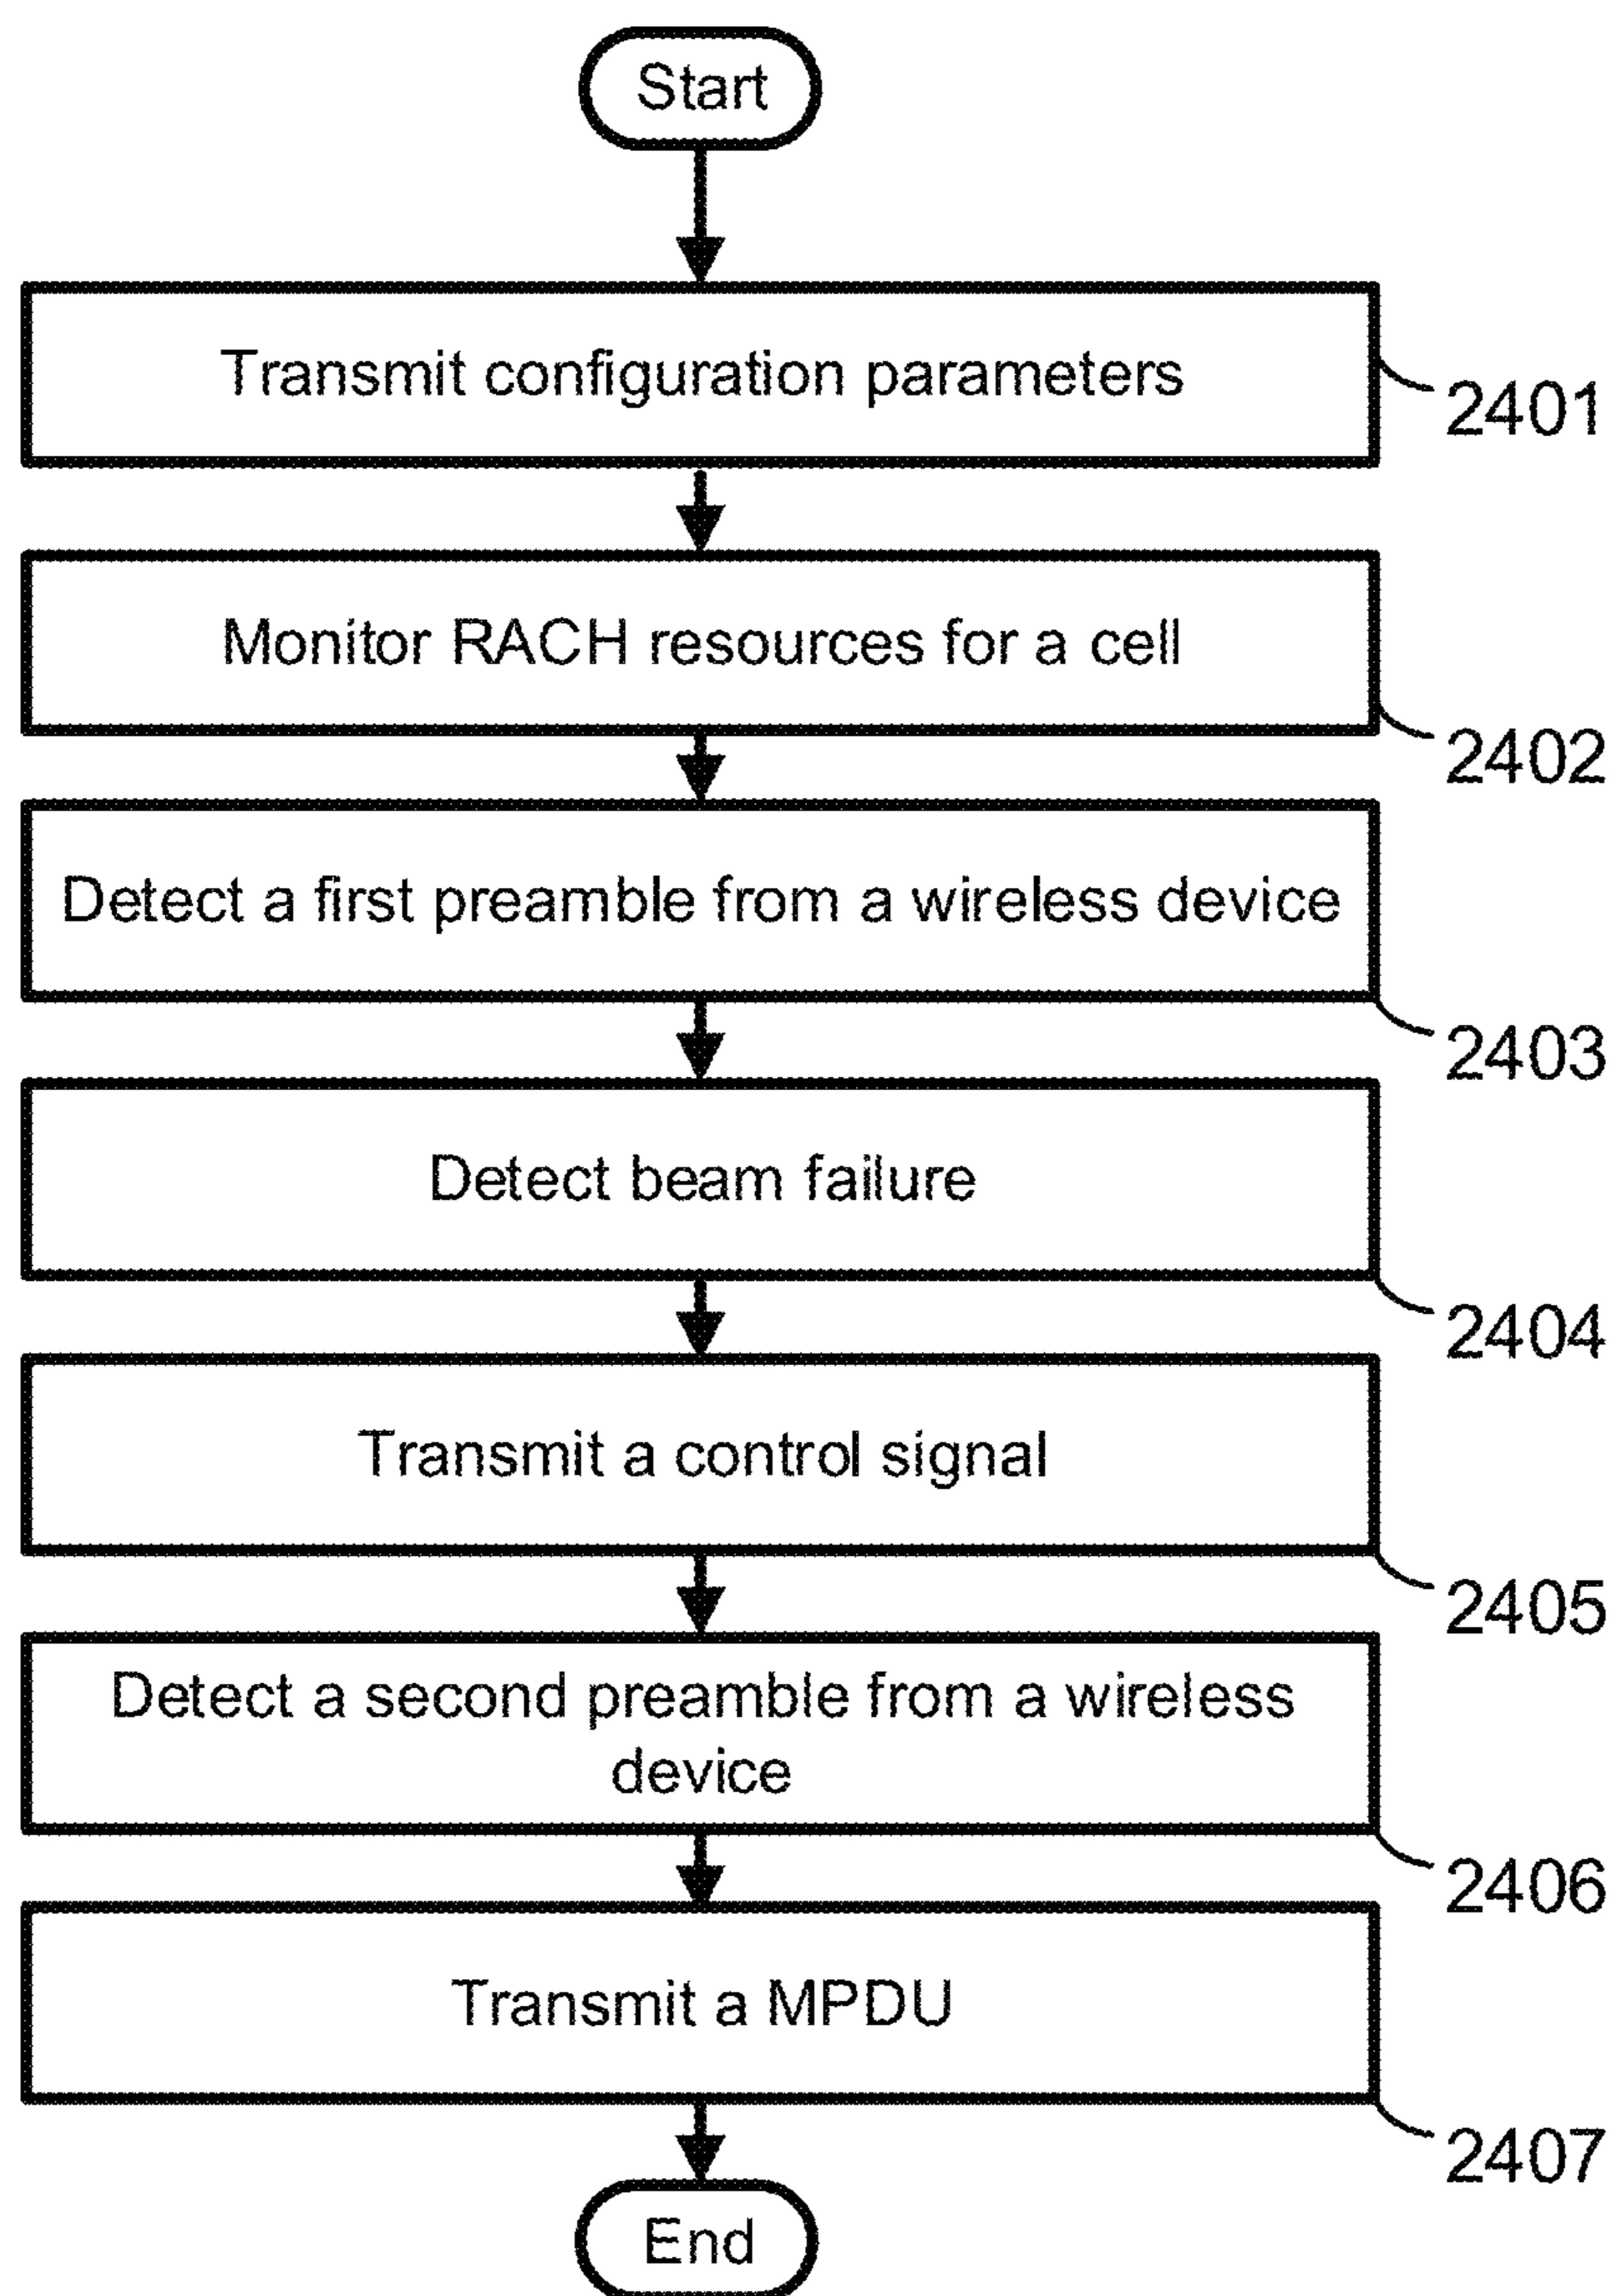 Start
Transmit configuration parameters
2401
Monitor RACH resources for a cell
2402
Detect a first preamble from a wireless device
2403
Detect beam failure
2404
Transmit a control signal
2405
Detect a second preamble from a wireless
device
2406
Transmit a MPDU
2407
End